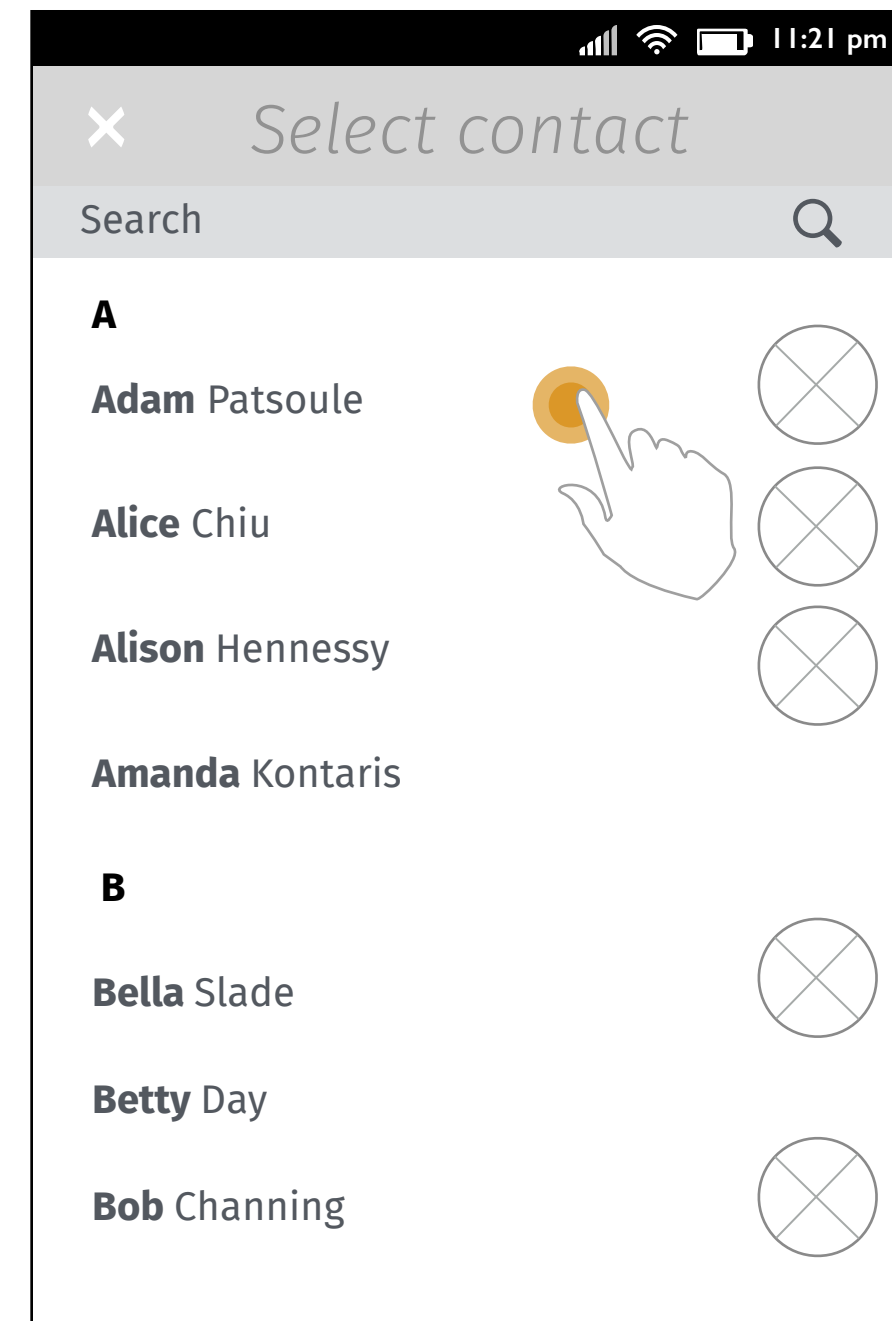 11:21 pm
Select contact
Search
A
Adam Patsoule
Alice Chiu
Alison Hennessy
Amanda Kontaris
B
Bella Slade
Betty Day
Bob Channing